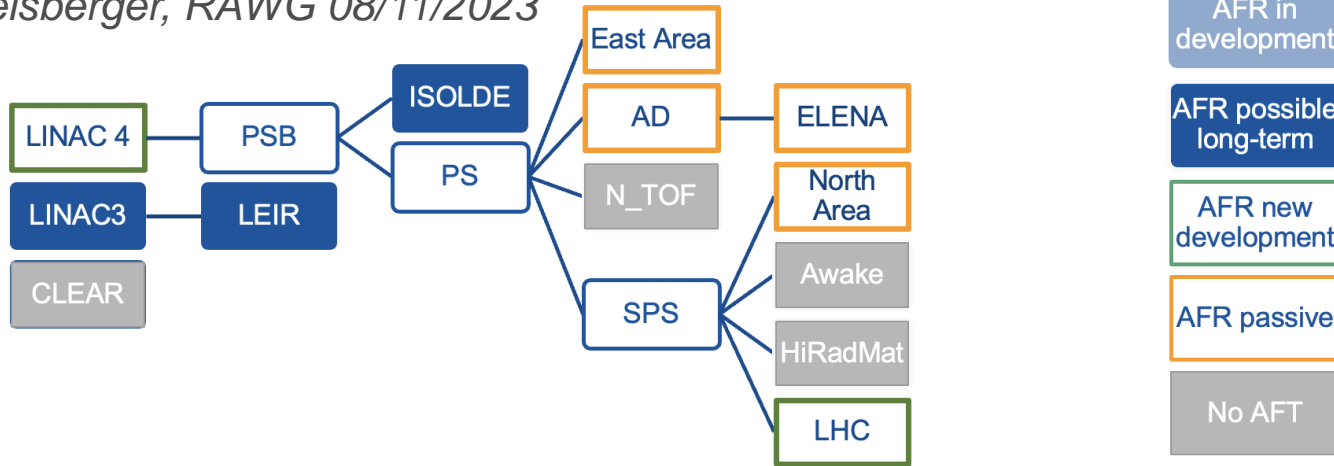 RAWG 08/11/2023
East Area
ISOLDE
LINAC 4
PSB
AD
ELENA
PS
N_TOF
North
Area
LINAC3
LEIR
CLEAR
SPS
Awake
HiRadMat
LHC
AFR in
development
AFR possible
long-term
AFR new
development
AFR passive
No AFT